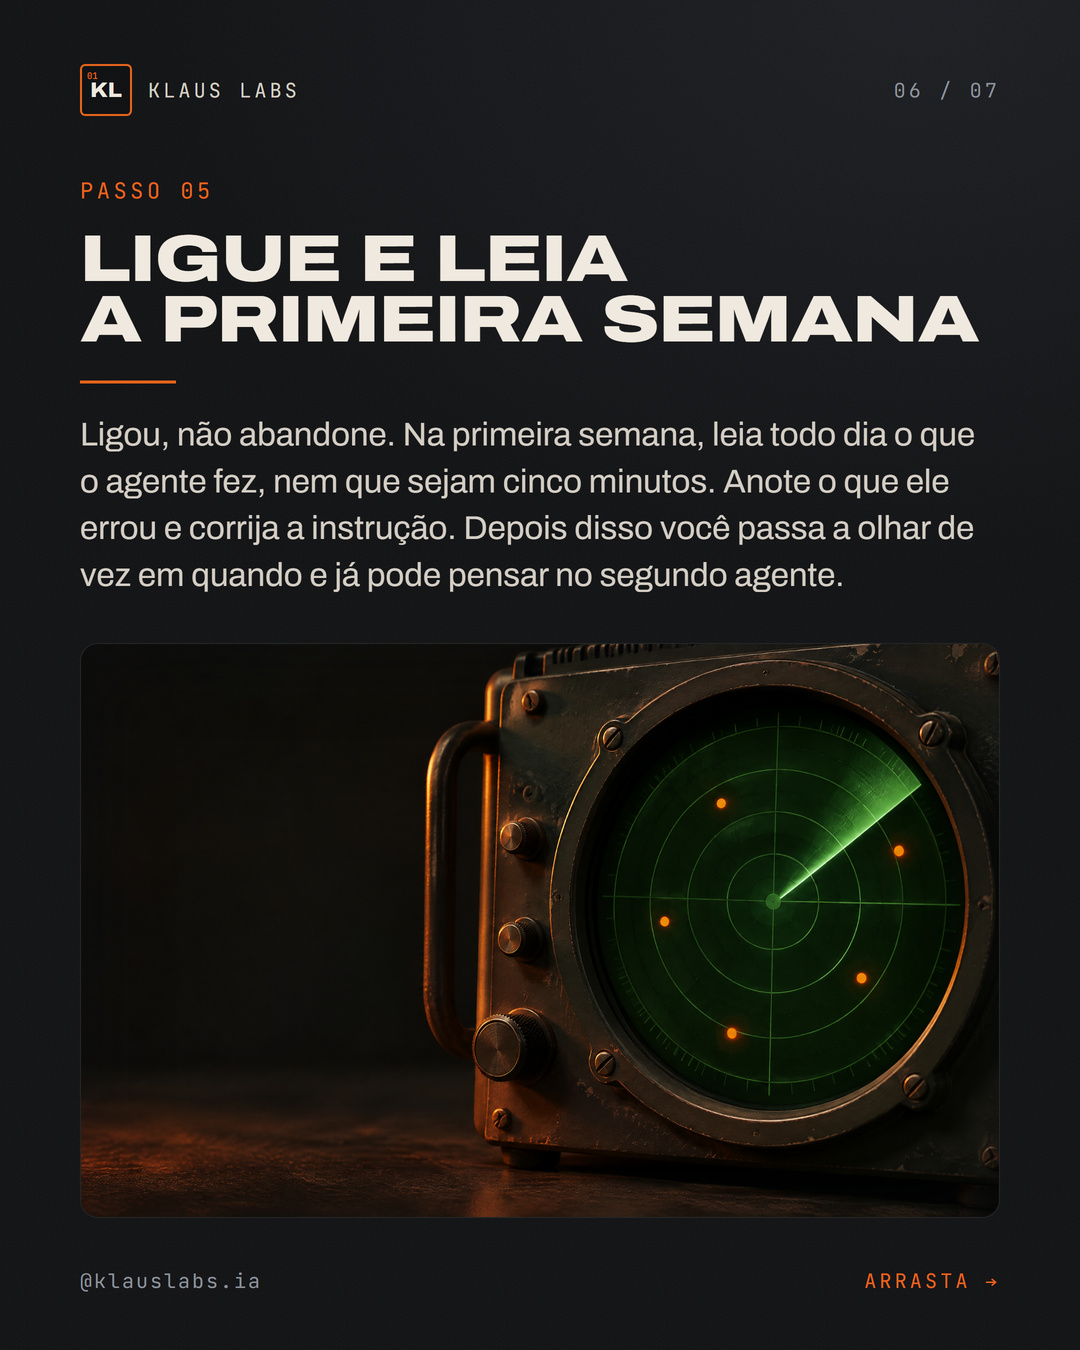 01
KL
KLAUS LABS
06 / 07
PASSO 05
LIGUE E LEIA
A PRIMEIRA SEMANA
Ligou, não abandone. Na primeira semana, leia todo dia o que
o agente fez, nem que sejam cinco minutos. Anote o que ele
errou e corrija a instrução. Depois disso você passa a olhar de
vez em quando e já pode pensar no segundo agente.
@klauslabs.ia
ARRASTA →